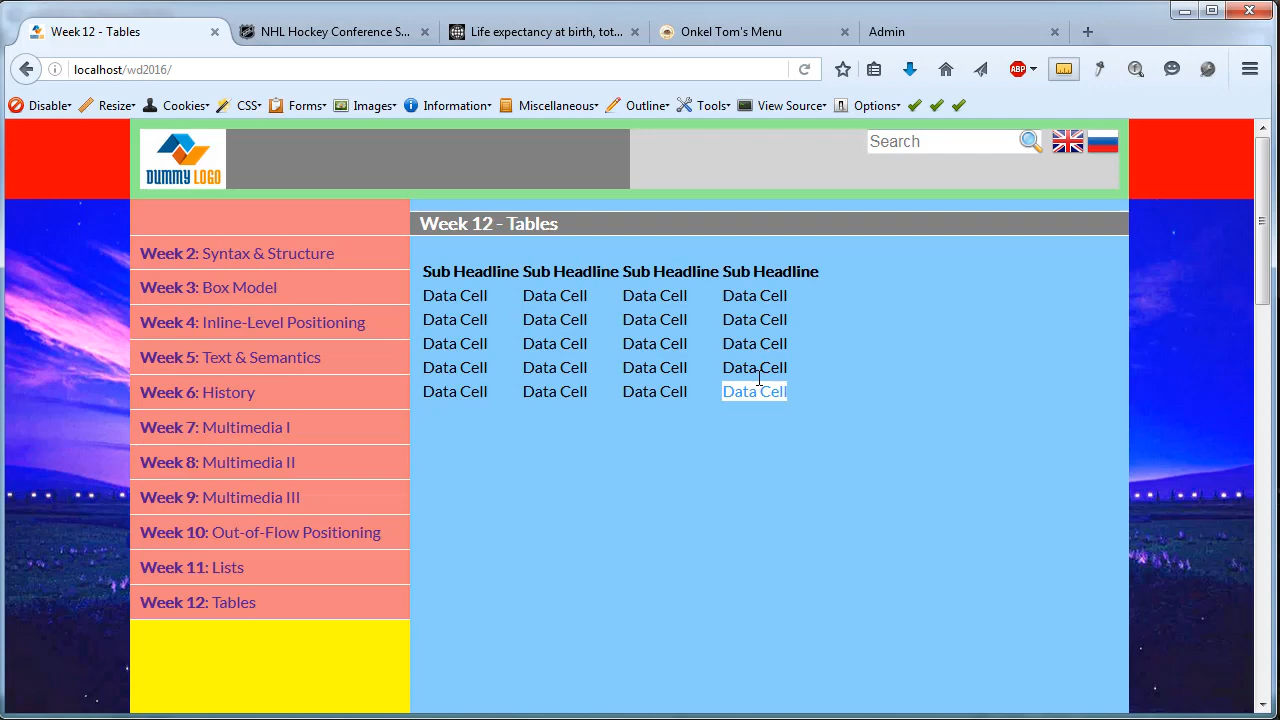 Week 12 - Tables
NHL Hockey Conference S...
Life expectancy at birth, tot...
Onkel Tom's Menu
Admin
localhost/wd2016/
ABP
Disable Resize Cookies CSS Forms Images Information Miscellaneous Outline Tools View Source Options
DUMMY LOGO
Search
Week 12 - Tables
Week 2: Syntax & Structure
Week 3: Box Model
Week 4: Inline-Level Positioning
Week 5: Text & Semantics
Week 6: History
Week 7: Multimedia I
Week 8: Multimedia II
Week 9: Multimedia III
Week 10: Out-of-Flow Positioning
Week 11: Lists
Week 12: Tables
Sub Headline Sub Headline Sub Headline Sub Headline
Data Cell Data Cell Data Cell Data Cell
Data Cell Data Cell Data Cell Data Cell
Data Cell Data Cell Data Cell Data Cell
Data Cell Data Cell Data Cell Data Cell
Data Cell Data Cell Data Cell Data Cell